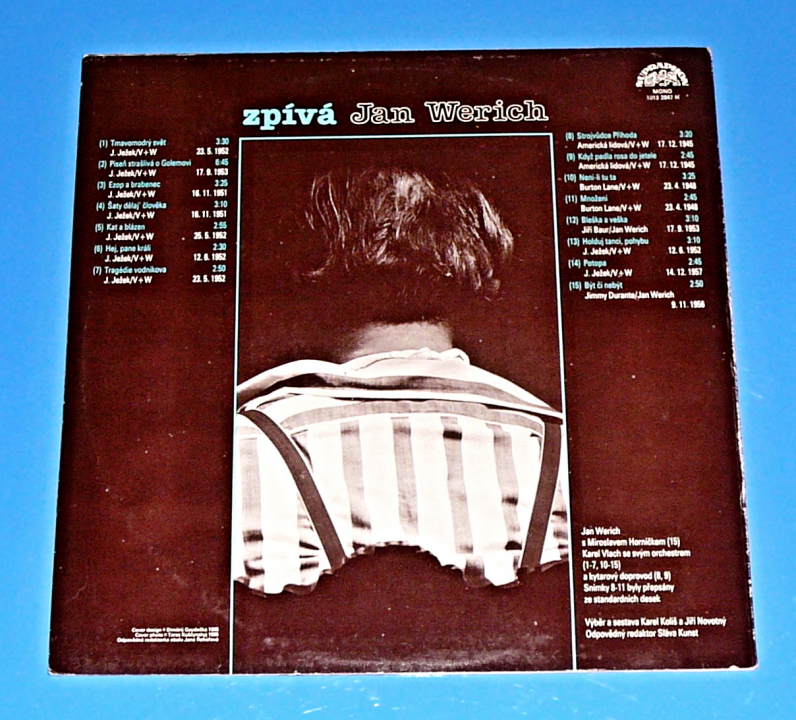 SUPRAPHON
MONO
1013 3847 H
zpívá Jan Werich
(1) Tmavomodrý svět 3:30
J. Ježek/V+W 23. 5. 1952
(2) Píseň strašlivá o Golemovi 6:45
J. Ježek/V+W 17. 9. 1953
(3) Ezop a brabenec 3:25
J. Ježek/V+W 16. 11. 1951
(4) Šaty dělaj' člověka 3:10
J. Ježek/V+W 16. 11. 1951
(5) Kat a blázen 2:55
J. Ježek/V+W 25. 5. 1952
(6) Hej, pane králi 2:30
J. Ježek/V+W 12. 6. 1952
(7) Tragédie vodníkova 2:50
J. Ježek/V+W 23. 5. 1952
(8) Strojvůdce Příhoda 3:20
Americká lidová/V+W 17. 12. 1945
(9) Když padla rosa do jetele 2:45
Americká lidová/V+W 17. 12. 1945
(10) Není-li tu ta 3:25
Burton Lane/V+W 23. 4. 1948
(11) Množení 2:45
Burton Lane/V+W 23. 4. 1948
(12) Bleška a veška 3:10
Jiří Baur/Jan Werich 17. 9. 1953
(13) Holduj tanci, pohybu 3:10
J. Ježek/V+W 12. 6. 1952
(14) Potopa 2:45
J. Ježek/V+W 14. 12. 1957
(15) Být či nebýt 2:50
Jimmy Durante/Jan Werich
9. 11. 1956
Jan Werich
s Miroslavem Horníčkem (15)
Karel Vlach se svým orchestrem
(1-7, 10-15)
a kytarový doprovod (8, 9)
Snímky 8-11 byly přepsány
ze standardních desek
Výběr a sestava Karel Koliš a Jiří Novotný
Odpovědný redaktor Sláva Kunst
Cover design
Cover photo
Odpovědná redaktorka obalu Jana